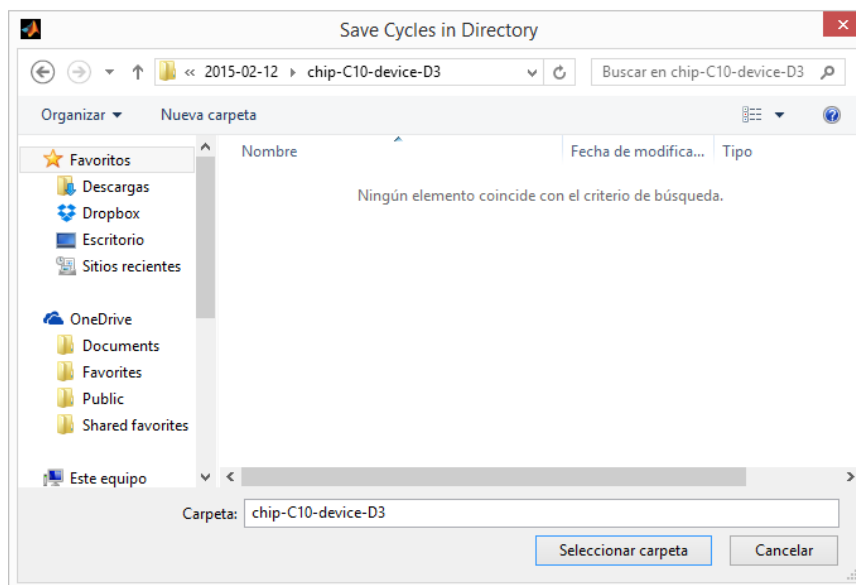 Save Cycles in Directory
« 2015-02-12 chip-C10-device-D3
Buscar en chip-C10-device-D3
Organizar Nueva carpeta
Nombre Fecha de modifica... Tipo
Ningún elemento coincide con el criterio de búsqueda.
Favoritos
Descargas
Dropbox
Escritorio
Sitios recientes
OneDrive
Documents
Favorites
Public
Shared favorites
Este equipo
Carpeta: chip-C10-device-D3
Seleccionar carpeta Cancelar